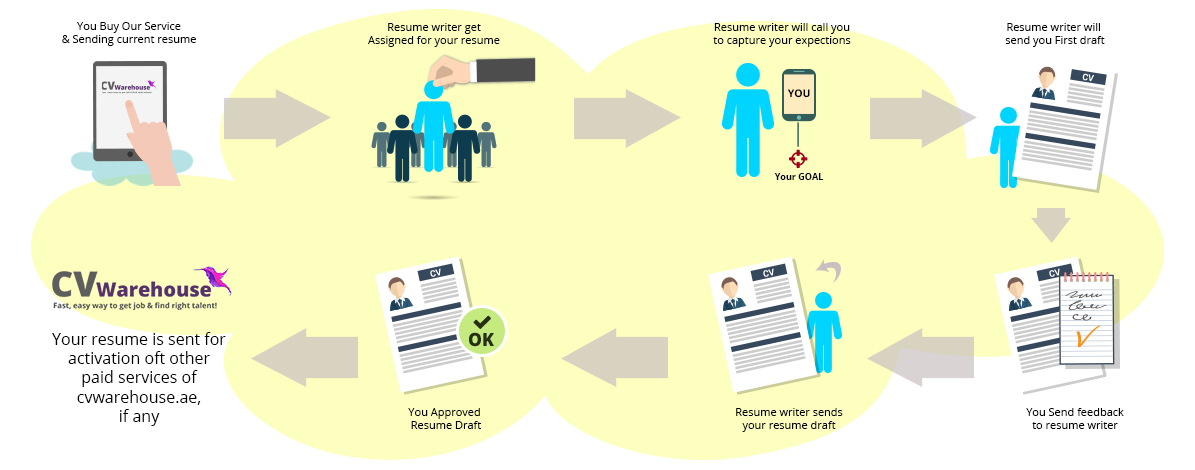 You Buy Our Service
& Sending current resume
CVWarehouse
Resume writer get
Assigned for your resume
Resume writer will call you
to capture your expections
YOU
Your GOAL
Resume writer will
send you First draft
CV
CV
You Send feedback
to resume writer
CV
Resume writer sends
your resume draft
CV
OK
You Approved
Resume Draft
CVWarehouse
Fast, easy way to get job & find right talent!
Your resume is sent for
activation oft other
paid services of
cvwarehouse.ae,
if any